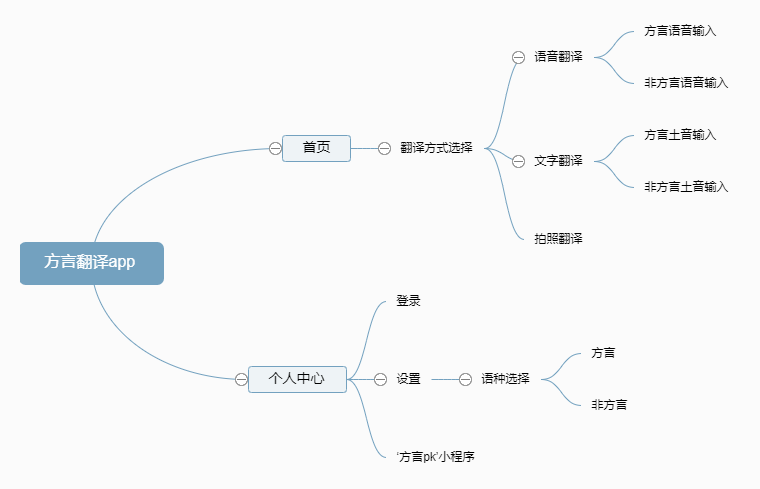 方言翻译app
首页
翻译方式选择
语音翻译
方言语音输入
非方言语音输入
文字翻译
方言土音输入
非方言土音输入
拍照翻译
个人中心
登录
设置
语种选择
方言
非方言
‘方言pk’小程序